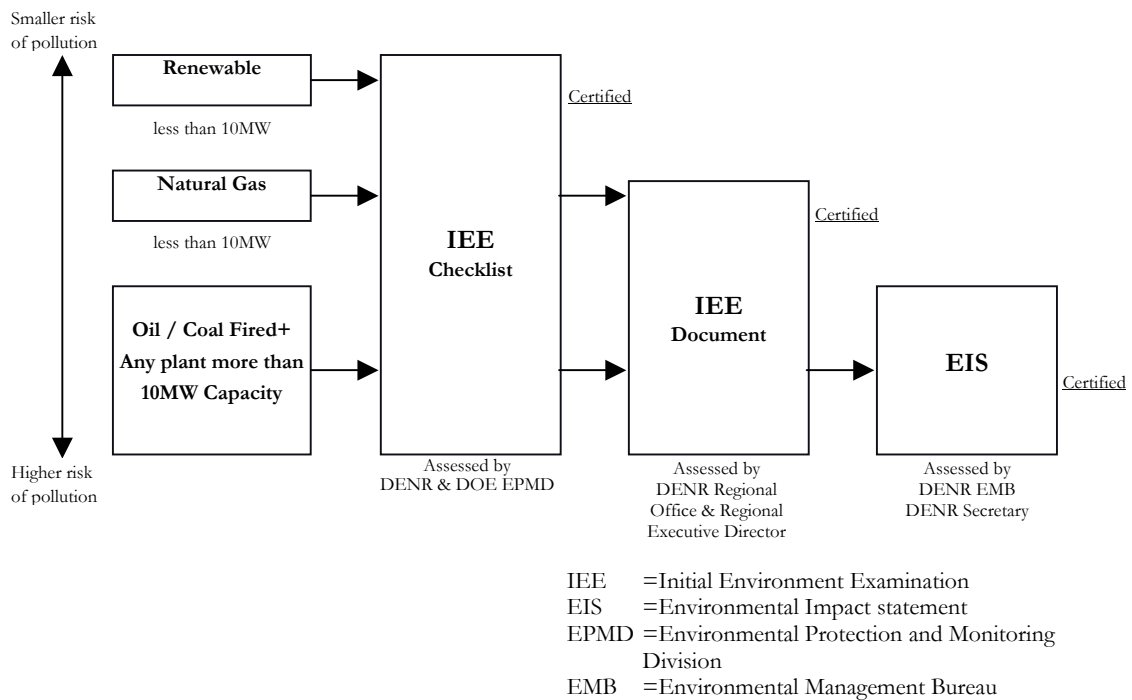 Smaller risk
of pollution
Renewable
less than 10MW
Natural Gas
less than 10MW
Oil / Coal Fired+
Any plant more than
10MW Capacity
Higher risk
of pollution
IEE
Checklist
Certified
Assessed by
DENR & DOE EPMD
IEE
Document
Certified
Assessed by
DENR Regional
Office & Regional
Executive Director
EIS
Certified
Assessed by
DENR EMB
DENR Secretary
IEE =Initial Environment Examination
EIS =Environmental Impact statement
EPMD =Environmental Protection and Monitoring
Division
EMB =Environmental Management Bureau